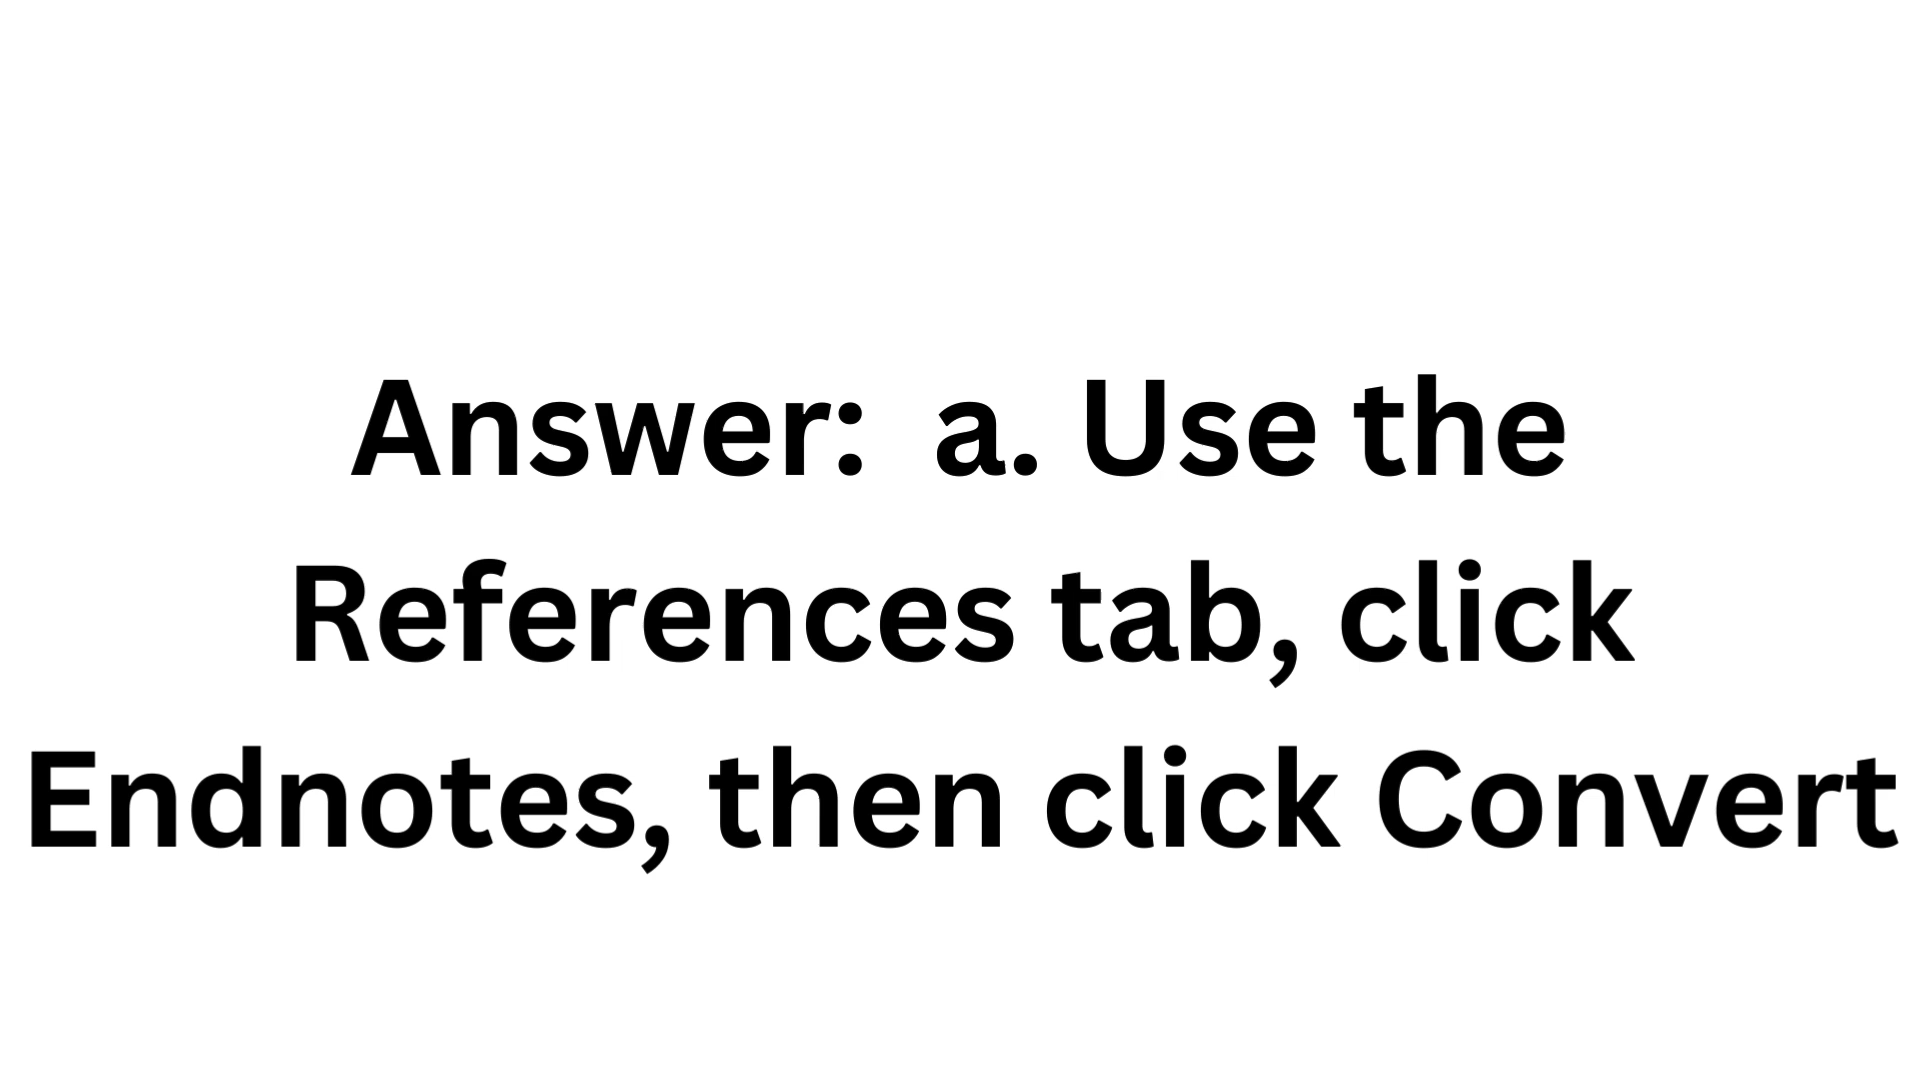 Answer:  a. Use the
References tab, click
Endnotes, then click Convert